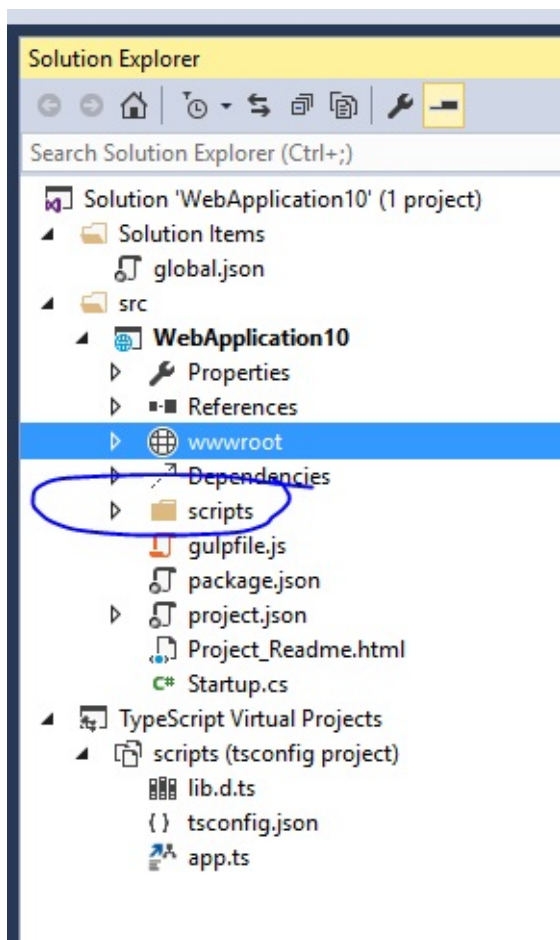 Solution Explorer
Search Solution Explorer (Ctrl+;)
Solution 'WebApplication10' (1 project)
Solution Items
global.json
src
WebApplication10
Properties
References
wwwroot
Dependencies
scripts
gulpfile.js
package.json
project.json
Project_Readme.html
C# Startup.cs
TypeScript Virtual Projects
scripts (tsconfig project)
lib.d.ts
{ } tsconfig.json
app.ts